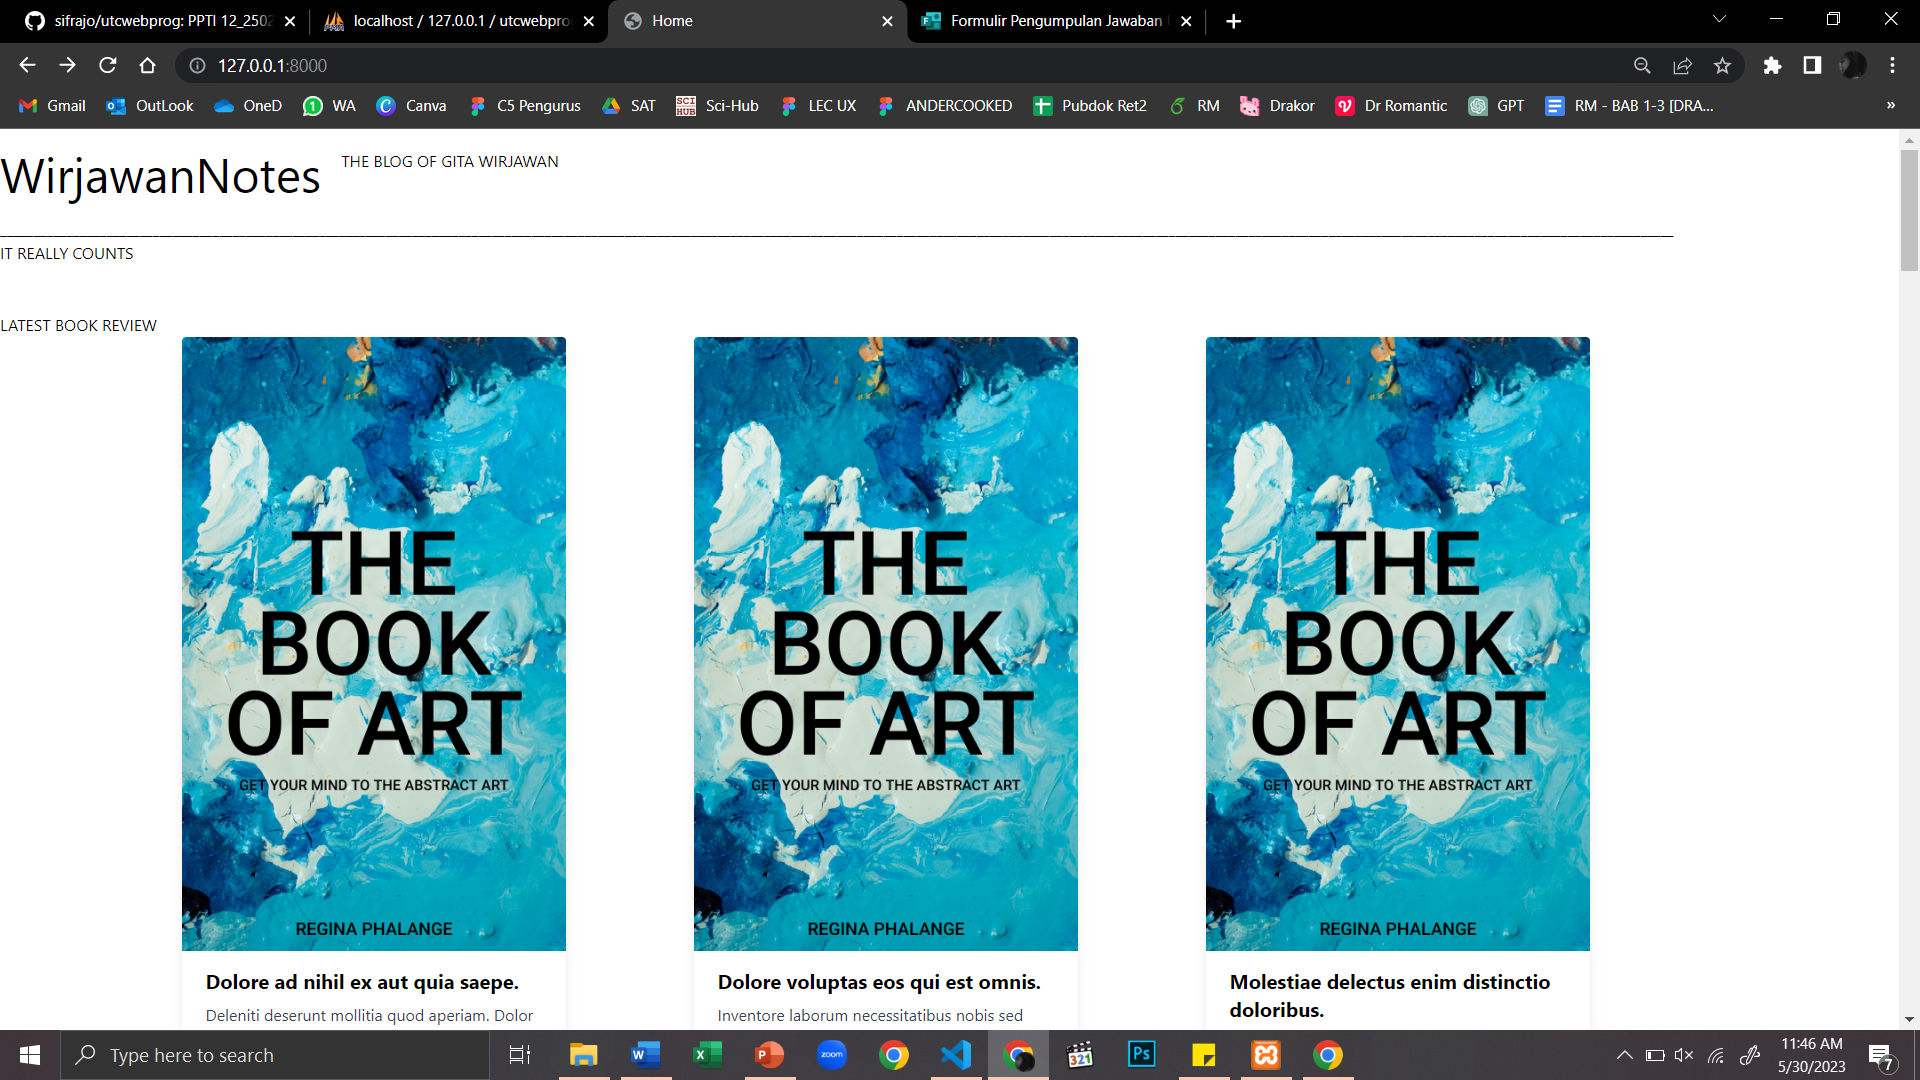 sifrajo/utcwebprog: PPTI 12_2502
localhost / 127.0.0.1 / utcwebpro
Home
Formulir Pengumpulan Jawaban
127.0.0.1:8000
Gmail
OutLook
OneD
WA
Canva
C5 Pengurus
SAT
SCI HUB
Sci-Hub
LEC UX
ANDERCOOKED
Pubdok Ret2
RM
Drakor
Dr Romantic
GPT
RM - BAB 1-3 [DRA...
»
WirjawanNotes
THE BLOG OF GITA WIRJAWAN
IT REALLY COUNTS
LATEST BOOK REVIEW
THE
BOOK
OF ART
GET YOUR MIND TO THE ABSTRACT ART
REGINA PHALANGE
Dolore ad nihil ex aut quia saepe.
Deleniti deserunt mollitia quod aperiam. Dolor
THE
BOOK
OF ART
GET YOUR MIND TO THE ABSTRACT ART
REGINA PHALANGE
Dolore voluptas eos qui est omnis.
Inventore laborum necessitatibus nobis sed
THE
BOOK
OF ART
GET YOUR MIND TO THE ABSTRACT ART
REGINA PHALANGE
Molestiae delectus enim distinctio
doloribus.
Type here to search
zoom
321
Ps
11:46 AM
5/30/2023
7